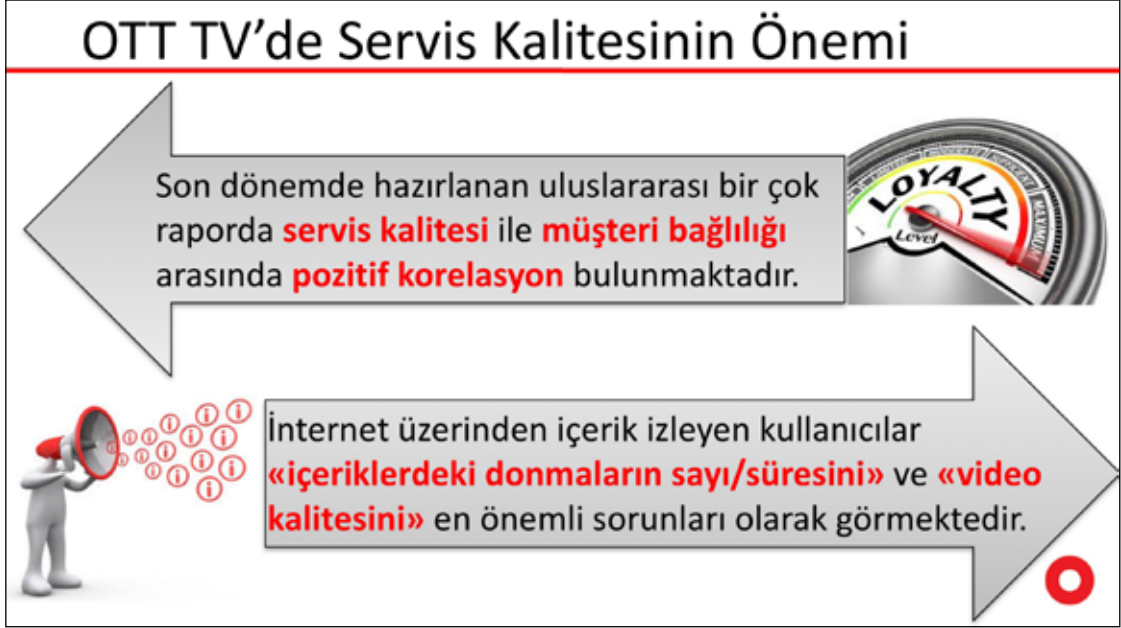 OTT TV’de Servis Kalitesinin Önemi
Son dönemde hazırlanan uluslararası bir çok
raporda servis kalitesi ile müşteri bağlılığı
arasında pozitif korelasyon bulunmaktadır.
LOYALTY
Level
MAXIMUM
İnternet üzerinden içerik izleyen kullanıcılar
«içeriklerdeki donmaların sayı/süresini» ve «video
kalitesini» en önemli sorunları olarak görmektedir.